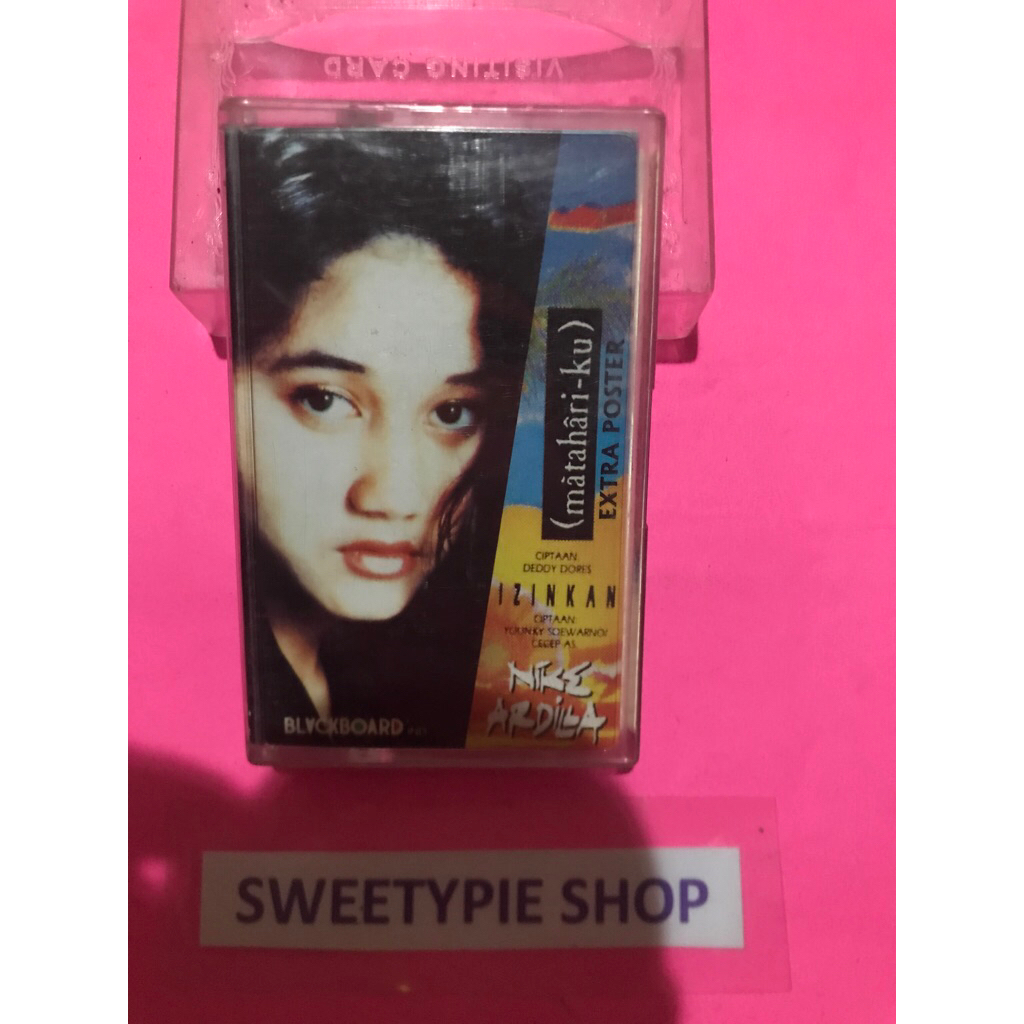 VISITING CARD
(màtahâri-ku)
EXTRA POSTER
CIPTAAN:
DEDDY DORES
IZINKAN
CIPTAAN:
YOUNKY SOEWARNO/
CECEP AS.
NIKE
ARDILLA
BLACKBOARD
SWEETYPIE SHOP